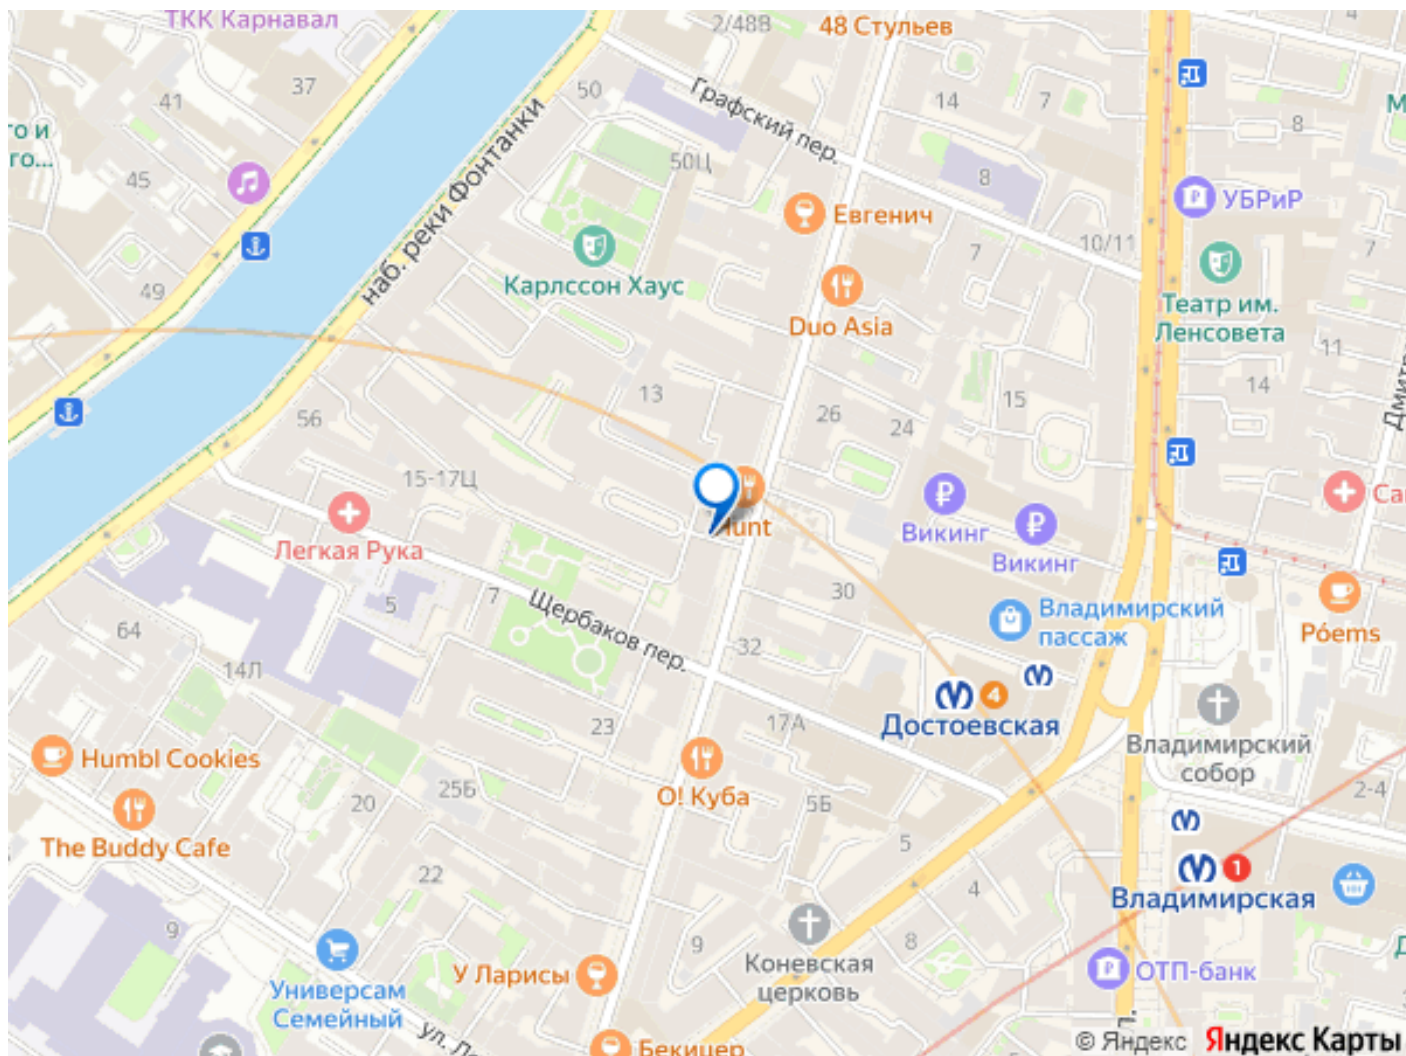 ТКК Карнавал
2/48В
48 Стульев
4
37
50
41
Графский пер.
14
7
8
го и
го...
45
50Ц
8
УБРиР
наб. реки Фонтанки
Евгенич
7
10/11
7
49
Карлссон Хаус
Duo Asia
Театр им.
Ленсовета
11
13
15
14
56
26
24
15-17Ц
Викинг
Викинг
Легкая Рука
5
7
Щербаков пер.
30
Владимирский
пассаж
Póems
64
14Л
32
4
Достоевская
23
17А
Владимирский
собор
Humbl Cookies
О! Куба
25Б
20
5Б
2-4
The Buddy Cafe
5
22
4
1
Владимирская
9
9
8
Коневская
церковь
У Ларисы
ОТП-банк
Универсам
Семейный
Бекицер
© Яндекс Яндекс Карты